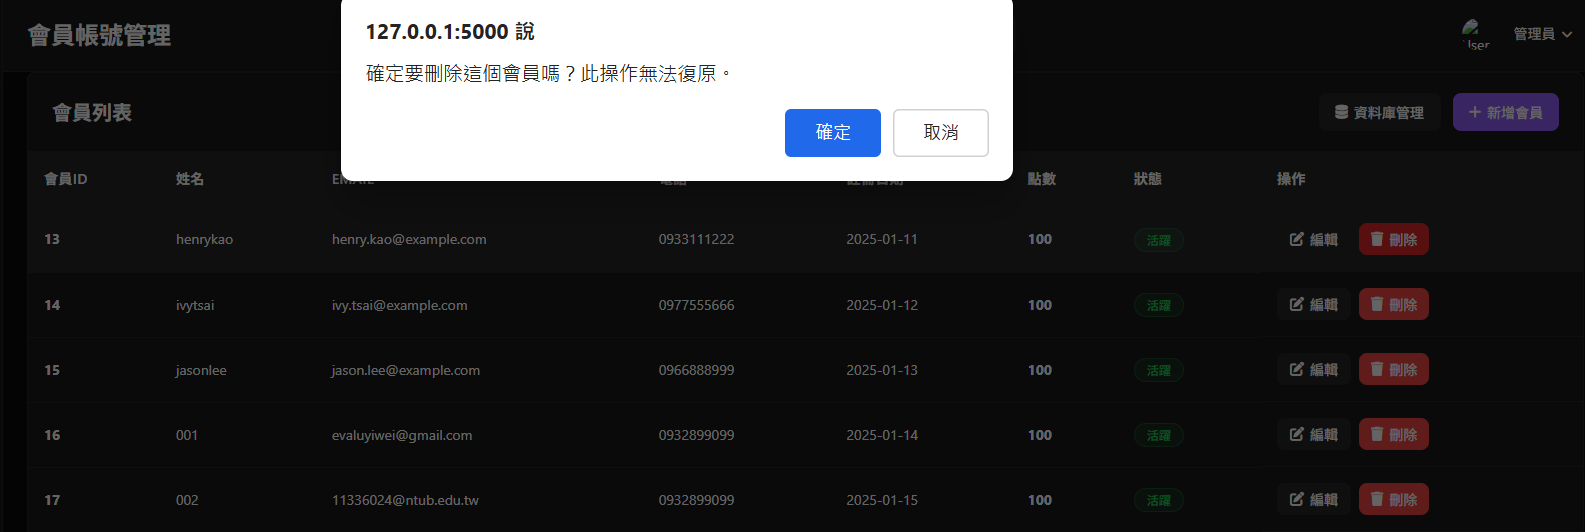 127.0.0.1:5000 說
確定要刪除這個會員嗎？此操作無法復原。
確定 取消
會員帳號管理
User 管理員
會員列表
資料庫管理 + 新增會員
會員ID 姓名 EMAIL 點數 狀態 操作
13 henrykao henry.kao@example.com 0933111222 2025-01-11 100 活躍 編輯 刪除
14 ivytsai ivy.tsai@example.com 0977555666 2025-01-12 100 活躍 編輯 刪除
15 jasonlee jason.lee@example.com 0966888999 2025-01-13 100 活躍 編輯 刪除
16 001 evaluyiwei@gmail.com 0932899099 2025-01-14 100 活躍 編輯 刪除
17 002 11336024@ntub.edu.tw 0932899099 2025-01-15 100 活躍 編輯 刪除